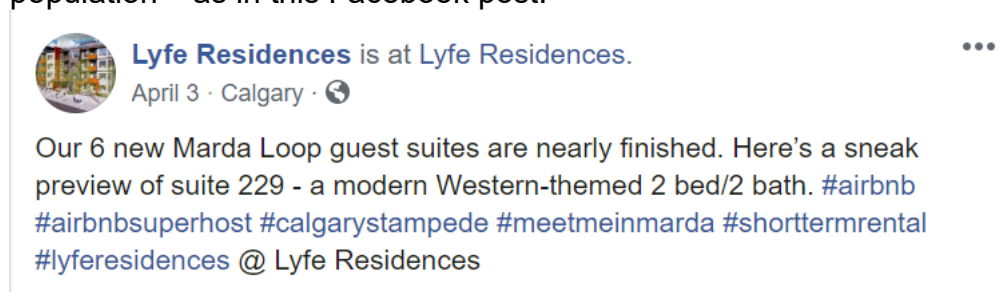 population – as in this Facebook post:
Lyfe Residences is at Lyfe Residences.
April 3 · Calgary ·
Our 6 new Marda Loop guest suites are nearly finished. Here’s a sneak
preview of suite 229 - a modern Western-themed 2 bed/2 bath. #airbnb
#airbnbsuperhost #calgarystampede #meetmeinmarda #shorttermrental
#lyferesidences @ Lyfe Residences